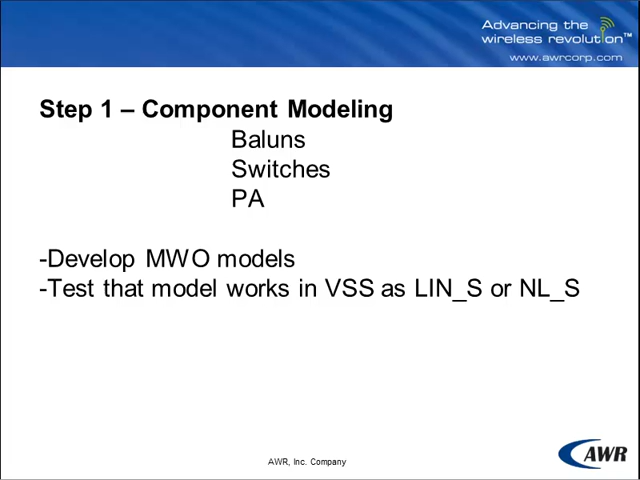 Advancing the
wireless revolution™
www.awrcorp.com
Step 1 – Component Modeling
Baluns
Switches
PA
-Develop MWO models
-Test that model works in VSS as LIN_S or NL_S
AWR, Inc. Company
AWR